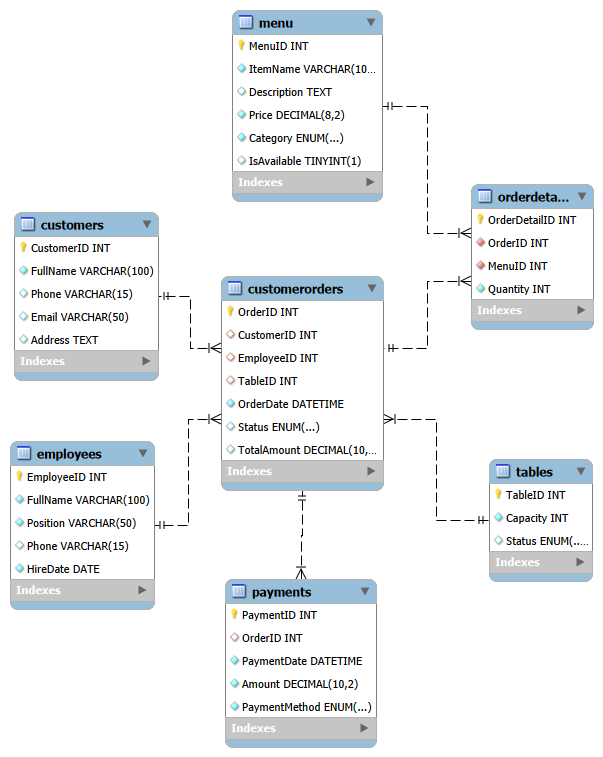 menu
MenuID INT
ItemName VARCHAR(10...
Description TEXT
Price DECIMAL(8,2)
Category ENUM(...)
IsAvailable TINYINT(1)
Indexes
orderdeta...
OrderDetailID INT
OrderID INT
MenuID INT
Quantity INT
Indexes
customers
CustomerID INT
FullName VARCHAR(100)
Phone VARCHAR(15)
Email VARCHAR(50)
Address TEXT
Indexes
customerorders
OrderID INT
CustomerID INT
EmployeeID INT
TableID INT
OrderDate DATETIME
Status ENUM(...)
TotalAmount DECIMAL(10,...
Indexes
employees
EmployeeID INT
FullName VARCHAR(100)
Position VARCHAR(50)
Phone VARCHAR(15)
HireDate DATE
Indexes
tables
TableID INT
Capacity INT
Status ENUM(.....
Indexes
payments
PaymentID INT
OrderID INT
PaymentDate DATETIME
Amount DECIMAL(10,2)
PaymentMethod ENUM(...)
Indexes